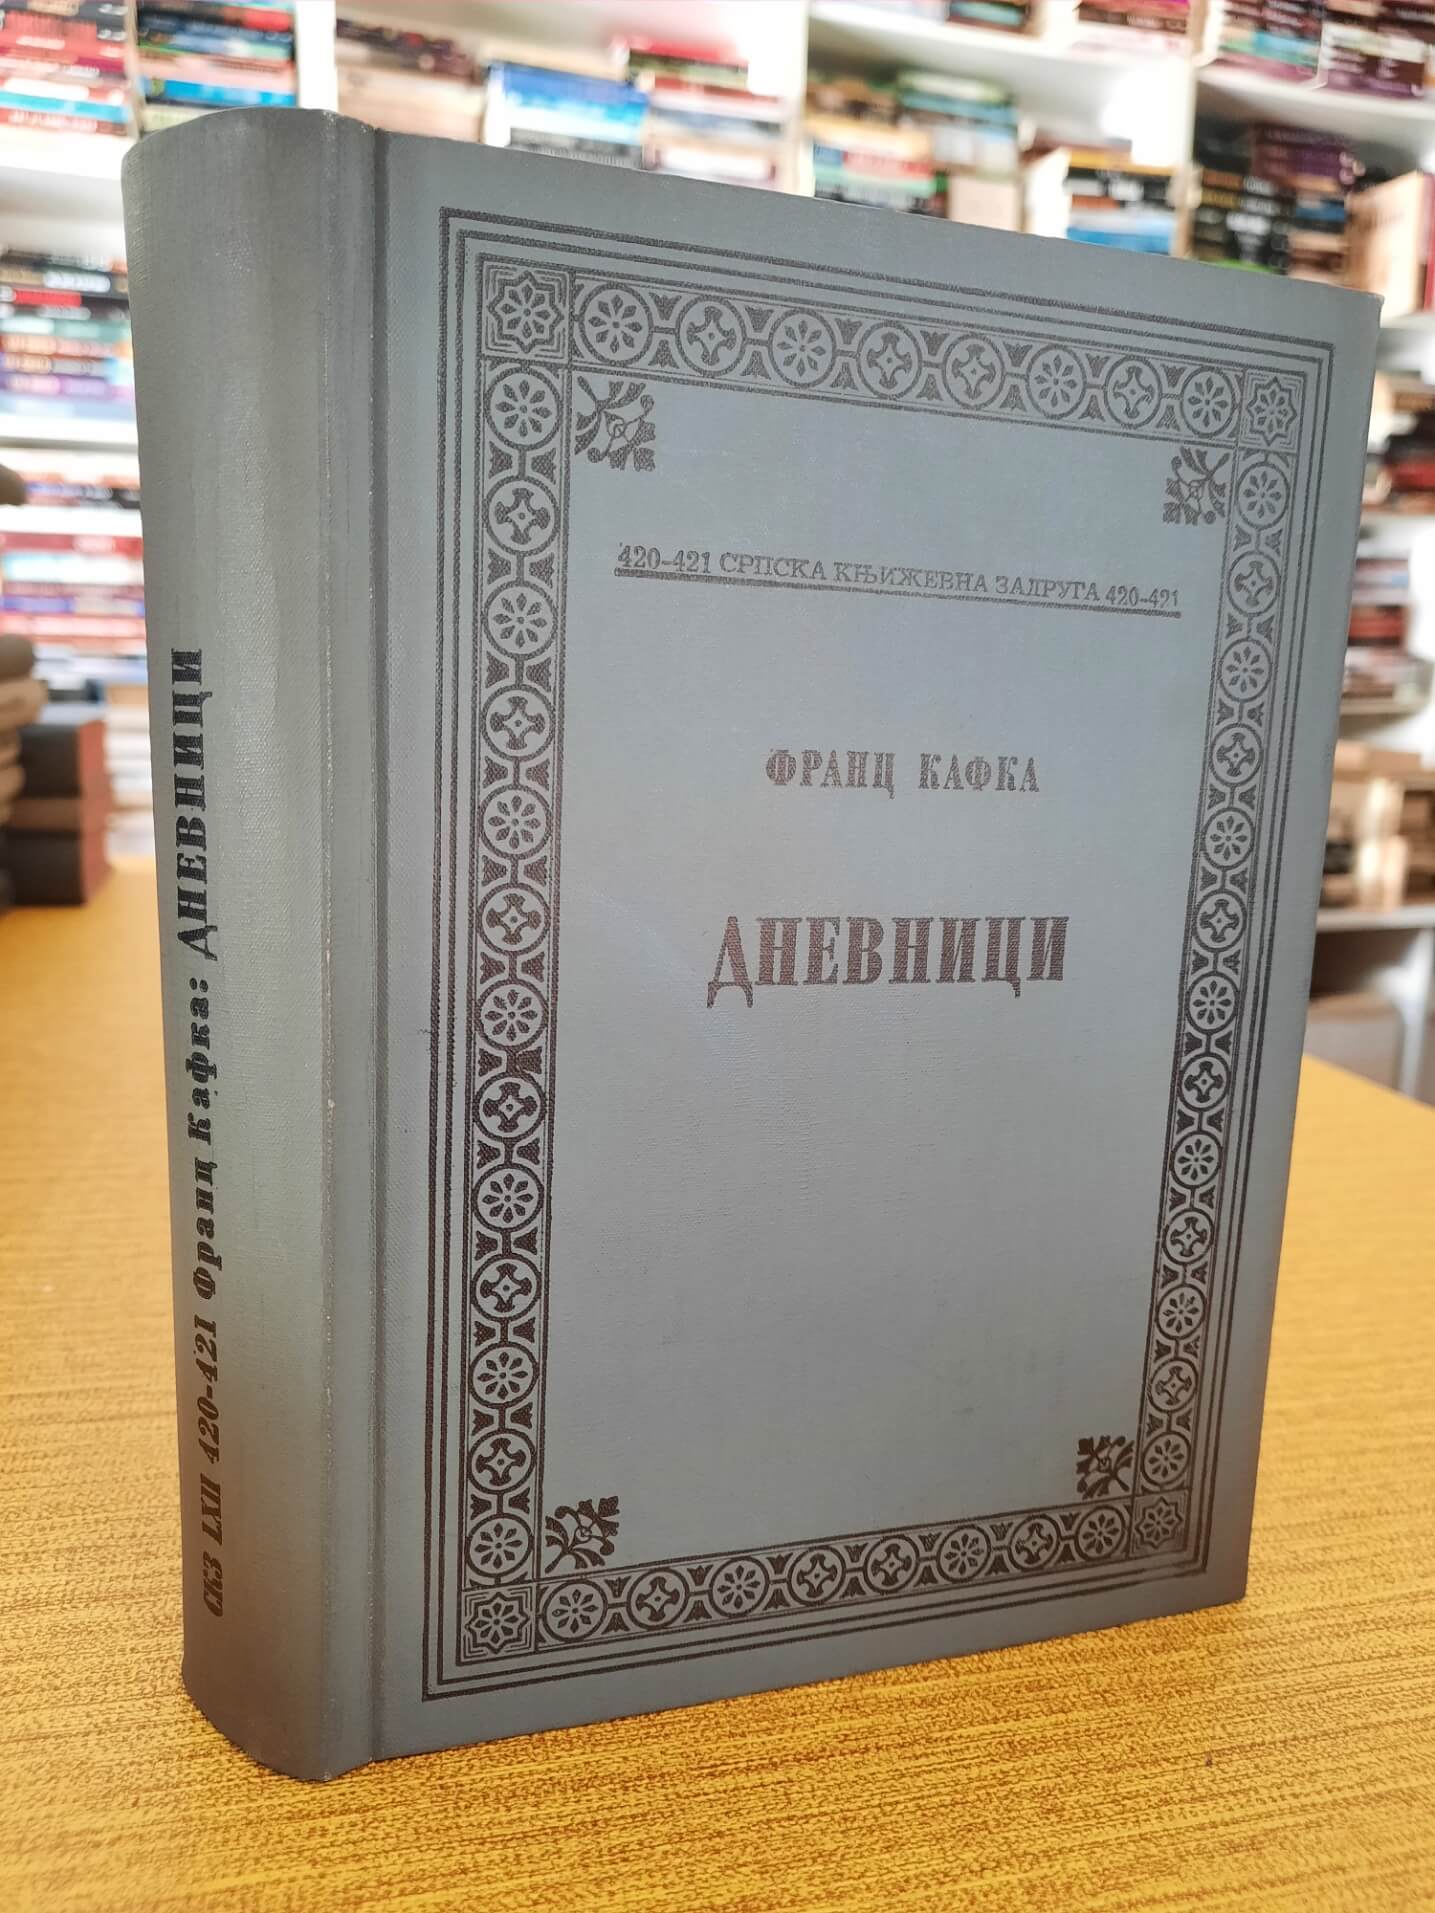 420-421 СРПСКА КЊИЖЕВНА ЗАДРУГА 420-421
ФРАНЦ КАФКА
ДНЕВНИЦИ
СКЗ LXII 420-421 Франц Кафка: ДНЕВНИЦИ